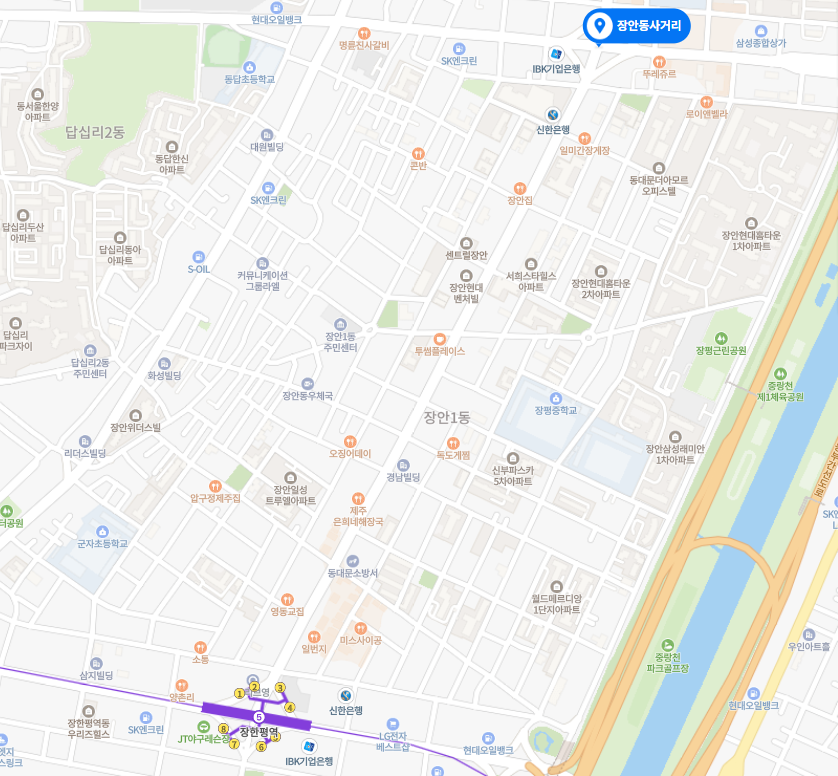 현대오일뱅크
장안동사거리
명륜진사갈비
삼성종합상가
SK엔크린
IBK기업은행
뚜레쥬르
동답초등학교
동서울한양
아파트
로이엔벨라
신한은행
답십리2동
대원빌딩
일미간장게장
동답한신
아파트
콘반
동대문더아모르
오피스텔
SK엔크린
장안집
답십리두산
아파트
답십리동아
아파트
장안현대홈타운
1차아파트
센트럴장안
S-OIL
커뮤니케이션
그룹라엘
장안현대
벤처빌
서희스타힐스
아파트
장안현대홈타운
2차아파트
답십리
파크자이
장안1동
주민센터
투썸플레이스
장평근린공원
답십리2동
주민센터
화성빌딩
장안동우체국
중랑천
제1체육공원
장평중학교
장안1동
장안위더스빌
리더스빌딩
오징어데이
독도게찜
장안삼성래미안
1차아파트
경남빌딩
신부파스카
5차아파트
압구정제주집
장안일성
트루엘아파트
제주
은희네해장국
터공원
군자초등학교
동대문소방서
월드메르디앙
1단지아파트
영동교집
일번지
미스사이공
우인아트홀
소통
중랑천
파크골프장
삼지빌딩
1
2
3
4
5
6
7
8
장한평역
신한은행
현대오일뱅크
장한평역동
우리즈힐스
SK엔크린
JT야구레슨장
LG전자
베스트샵
현대오일뱅크
IBK기업은행
스링크